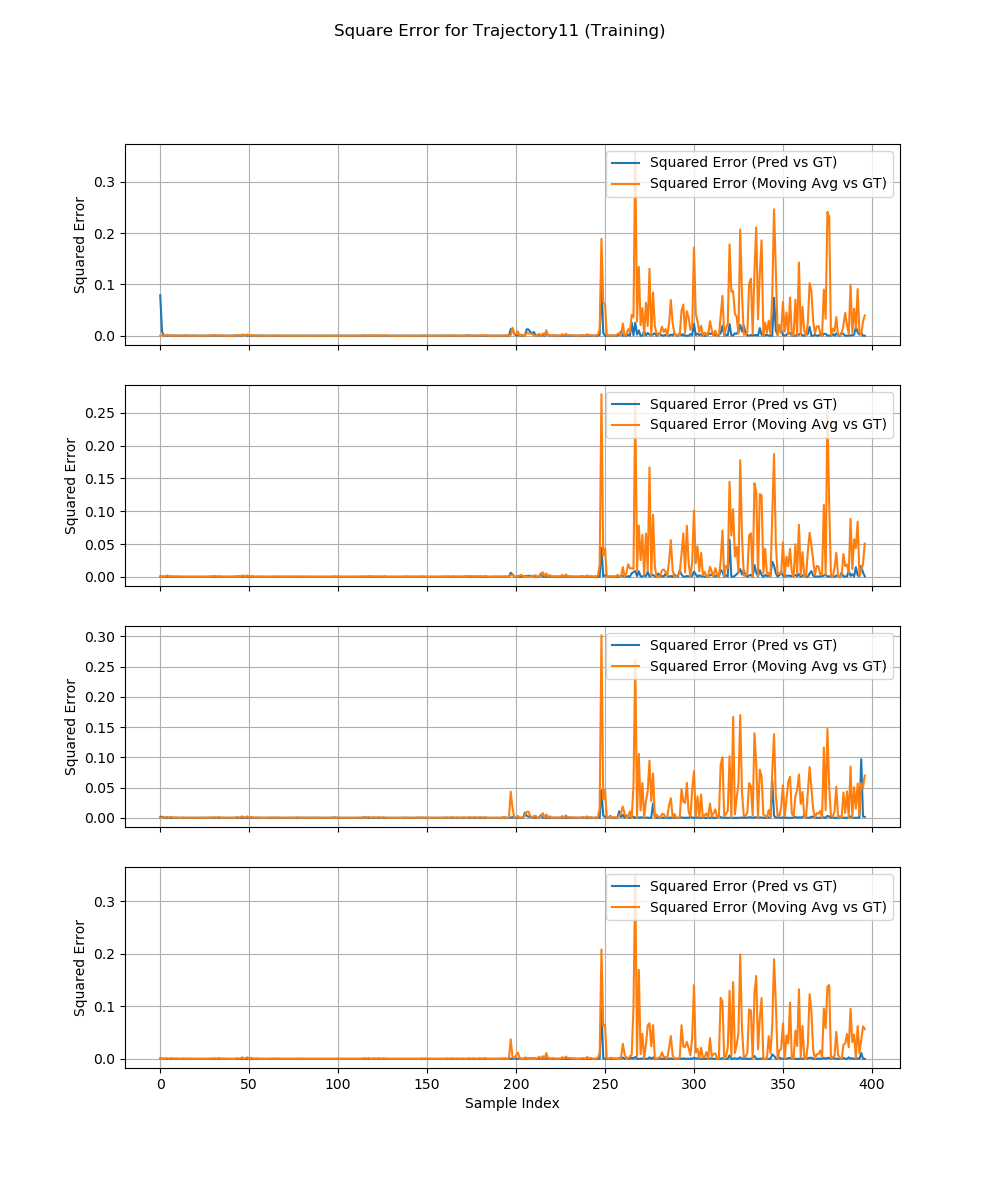 Square Error for Trajectory11 (Training)
Squared Error
0.3
0.2
0.1
0.0
Squared Error (Pred vs GT)
Squared Error (Moving Avg vs GT)
Squared Error
0.25
0.20
0.15
0.10
0.05
0.00
Squared Error (Pred vs GT)
Squared Error (Moving Avg vs GT)
Squared Error
0.30
0.25
0.20
0.15
0.10
0.05
0.00
Squared Error (Pred vs GT)
Squared Error (Moving Avg vs GT)
Squared Error
0.3
0.2
0.1
0.0
Squared Error (Pred vs GT)
Squared Error (Moving Avg vs GT)
0 50 100 150 200 250 300 350 400
Sample Index